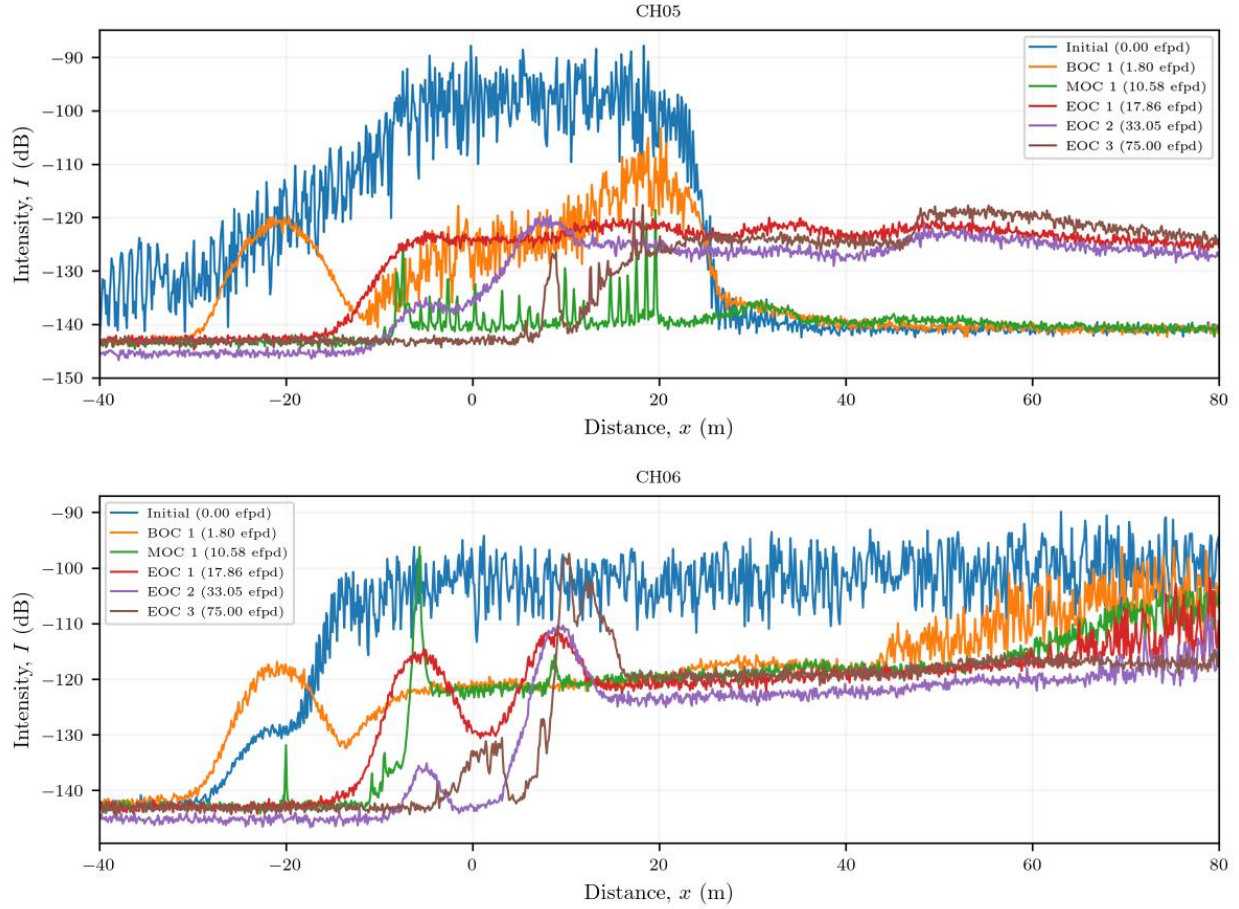 CH05
−90
−100
−110
−120
−130
−140
−150
Intensity, I (dB)
Initial (0.00 efpd)
BOC 1 (1.80 efpd)
MOC 1 (10.58 efpd)
EOC 1 (17.86 efpd)
EOC 2 (33.05 efpd)
EOC 3 (75.00 efpd)
−40 −20 0 20 40 60 80
Distance, x (m)
CH06
−90
−100
−110
−120
−130
−140
Intensity, I (dB)
Initial (0.00 efpd)
BOC 1 (1.80 efpd)
MOC 1 (10.58 efpd)
EOC 1 (17.86 efpd)
EOC 2 (33.05 efpd)
EOC 3 (75.00 efpd)
−40 −20 0 20 40 60 80
Distance, x (m)